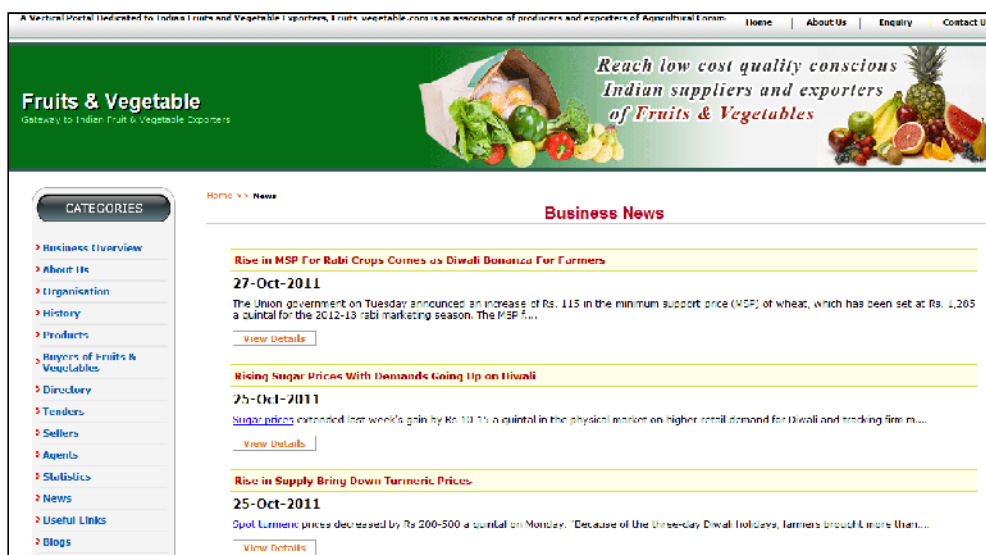 A Vertical Portal Dedicated to Indian Fruits and Vegetable Exporters, Fruits-vegetable.com is an association of producers and exporters of Agricultural Comm
Home | About Us | Enquiry Contact U
Reach low cost quality conscious
Indian suppliers and exporters
of Fruits & Vegetables
Fruits & Vegetable
Gateway to Indian Fruit & Vegetable Exporters
CATEGORIES
Business Overview
About Us
Organisation
History
Products
Buyers of Fruits &
Vegetables
Directory
Tenders
Sellers
Agents
Statistics
News
Useful Links
Blogs
Home >> News
Business News
Rise in MSP For Rabi Crops Comes as Diwali Bonanza For Farmers
27-Oct-2011
The Union government on Tuesday announced an increase of Rs. 115 in the minimum support price (MSP) of wheat, which has been set at Rs. 1,285
a quintal for the 2012-13 rabi marketing season. The MSP f....
View Details
Rising Sugar Prices With Demands Going Up on Diwali
25-Oct-2011
Sugar prices extended last week's gain by Rs 10-15 a quintal in the physical market on higher retail demand for Diwali and tracking firm m....
View Details
Rise in Supply Bring Down Turmeric Prices
25-Oct-2011
Spot turmeric prices decreased by Rs 200-500 a quintal on Monday. "Because of the three-day Diwali holidays, farmers brought more than....
View Details